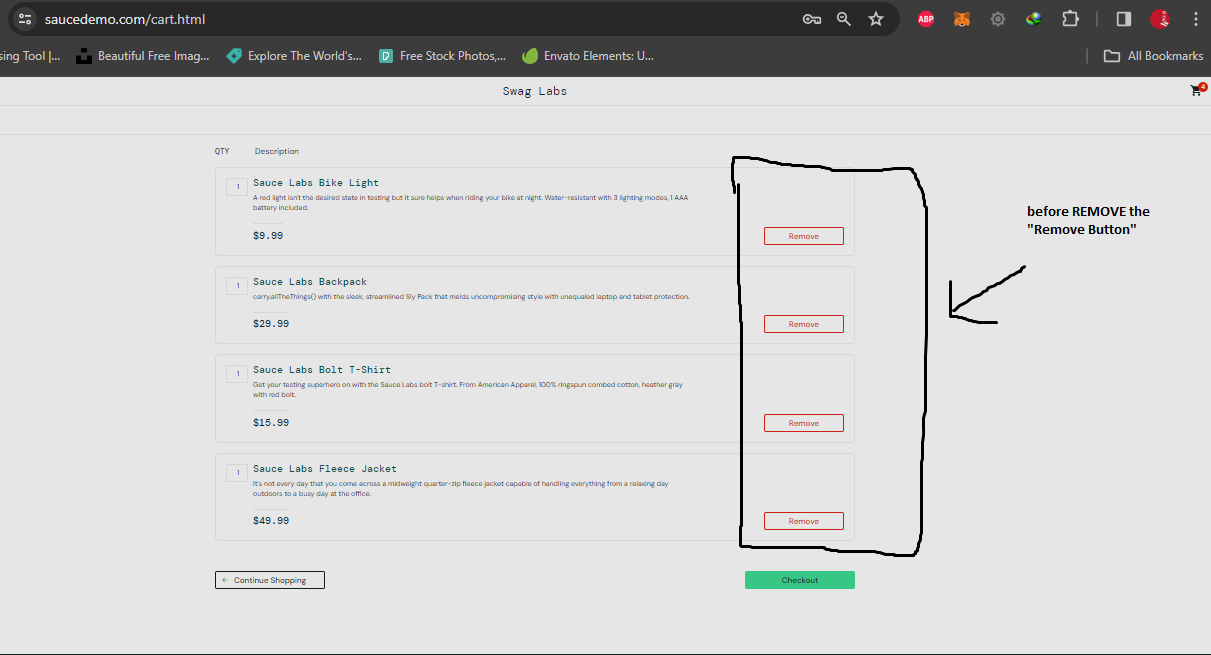 saucedemo.com/cart.html
ABP
sing Tool |...
Beautiful Free Imag...
Explore The World's...
Free Stock Photos,...
Envato Elements: U...
All Bookmarks
Swag Labs
4
QTY
Description
1
Sauce Labs Bike Light
A red light isn't the desired state in testing but it sure helps when riding your bike at night. Water-resistant with 3 lighting modes, 1 AAA
battery included.
$9.99
Remove
1
Sauce Labs Backpack
carry.allTheThings() with the sleek, streamlined Sly Pack that melds uncompromising style with unequaled laptop and tablet protection.
$29.99
Remove
1
Sauce Labs Bolt T-Shirt
Get your testing superhero on with the Sauce Labs bolt T-shirt. From American Apparel, 100% ringspun combed cotton, heather gray
with red bolt.
$15.99
Remove
1
Sauce Labs Fleece Jacket
It's not every day that you come across a midweight quarter-zip fleece jacket capable of handling everything from a relaxing day
outdoors to a busy day at the office.
$49.99
Remove
Continue Shopping
Checkout
before REMOVE the
"Remove Button"